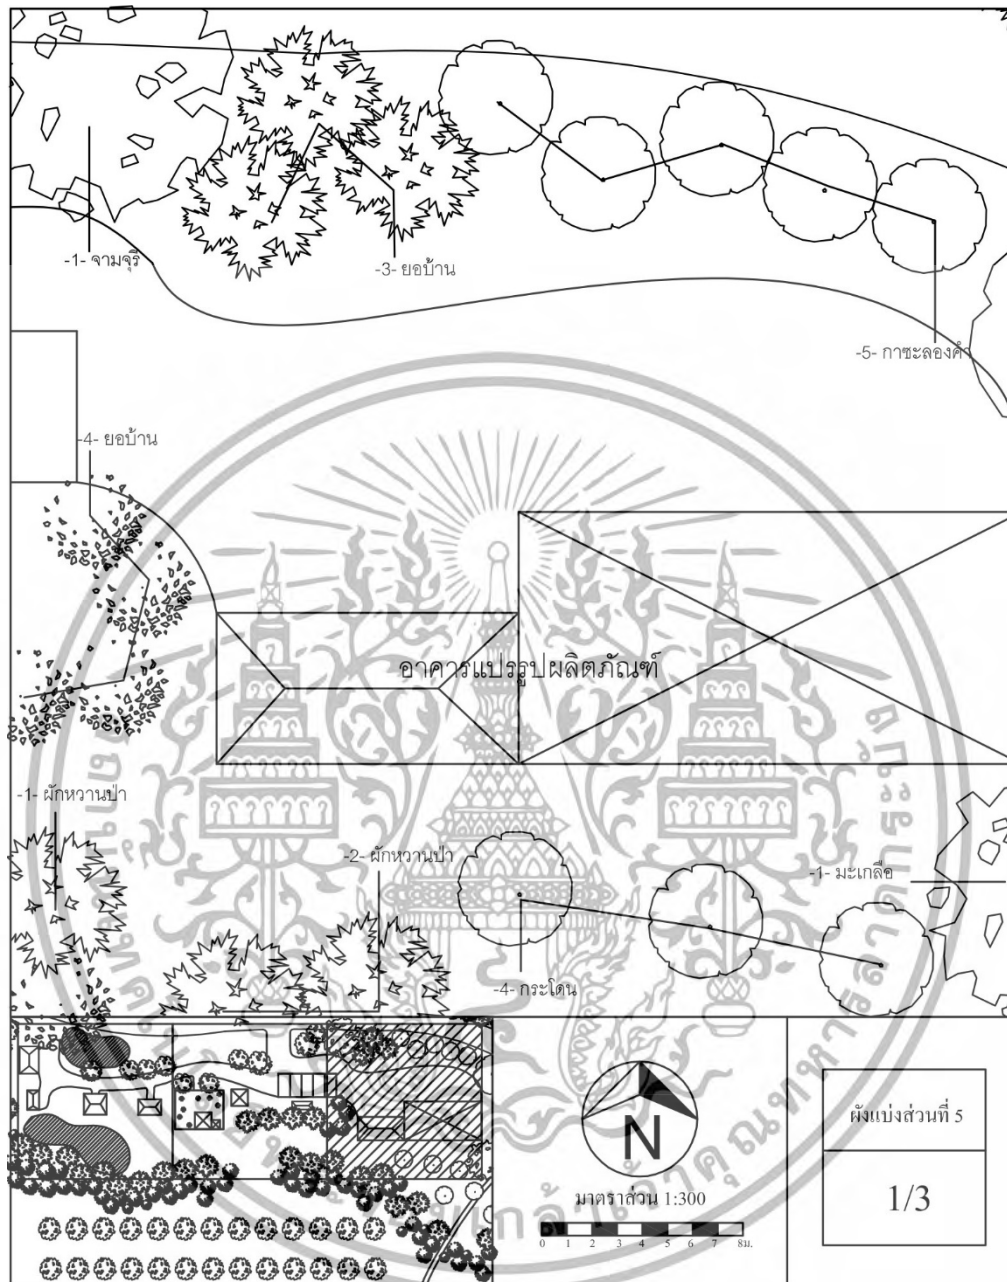 -1- จามจุรี
-3- ยอบ้าน
-5- กาซะลองคำ
-4- ยอบ้าน
อาคารแปรรูปผลิตภัณฑ์
-1- ผักหวานป่า
-2- ผักหวานป่า
-1- มะเกลือ
-4- กระโดน
N
มาตราส่วน 1:300
0 1 2 3 4 5 6 7 8ม.
ผังแบ่งส่วนที่ 5
1/3